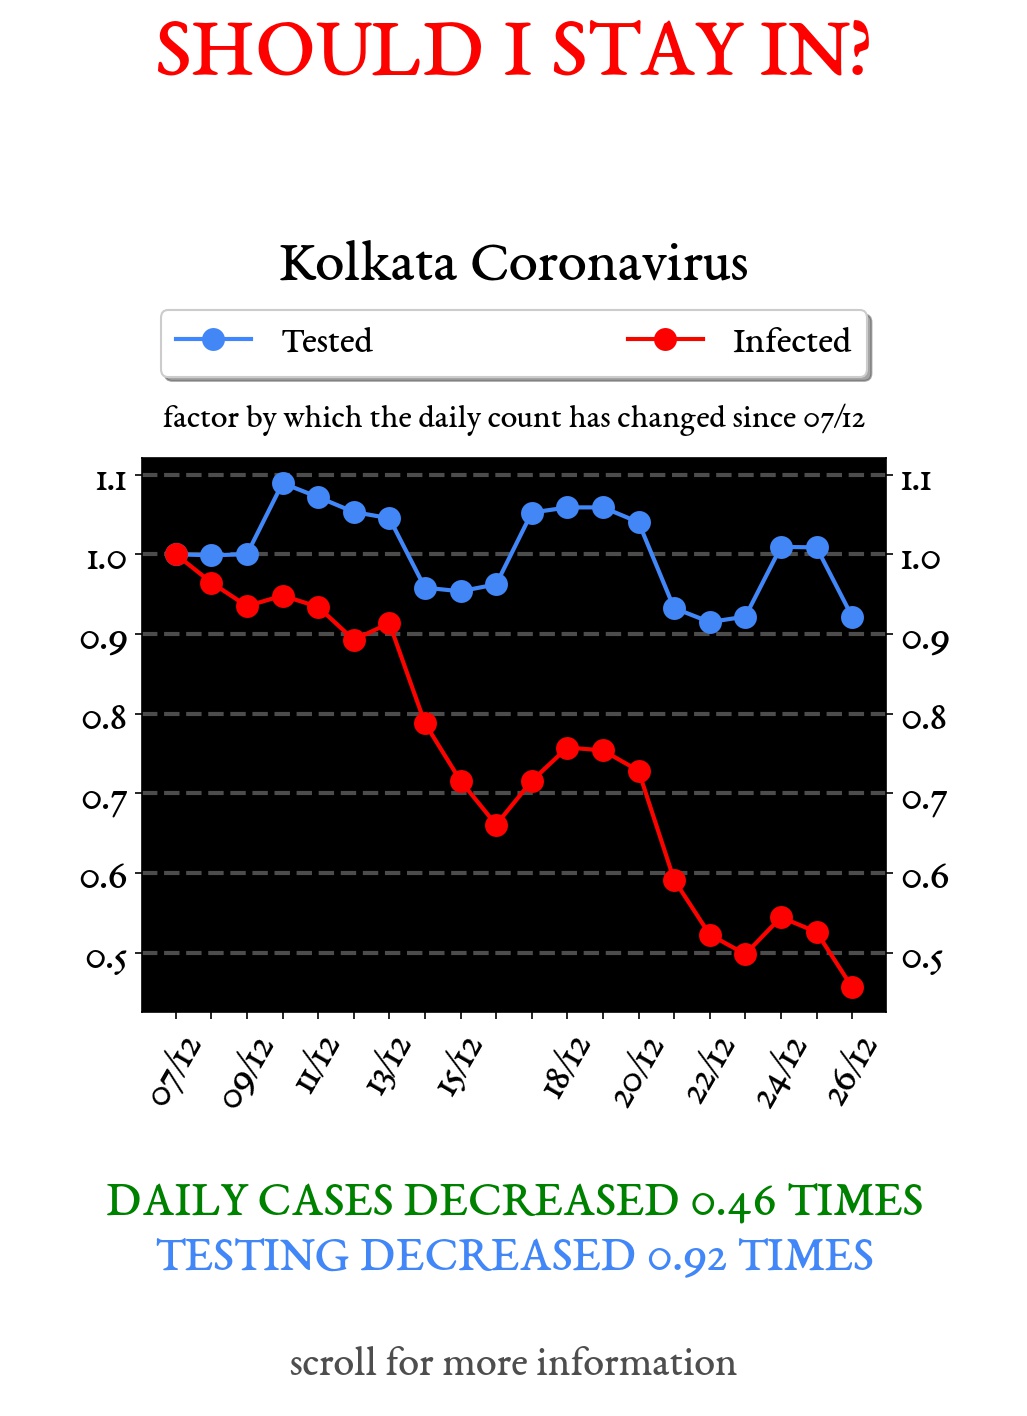 SHOULD I STAY IN?
Kolkata Coronavirus
Tested Infected
factor by which the daily count has changed since 07/12
1.1 1.1
1.0 1.0
0.9 0.9
0.8 0.8
0.7 0.7
0.6 0.6
0.5 0.5
07/12 09/12 11/12 13/12 15/12 18/12 20/12 22/12 24/12 26/12
DAILY CASES DECREASED 0.46 TIMES
TESTING DECREASED 0.92 TIMES
scroll for more information